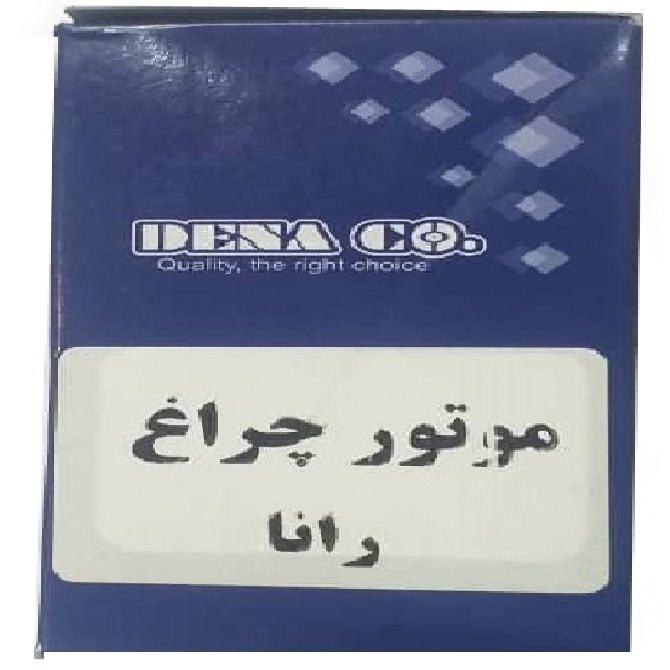 DENA CO.
Quality, the right choice
موتور چراغ
رانا